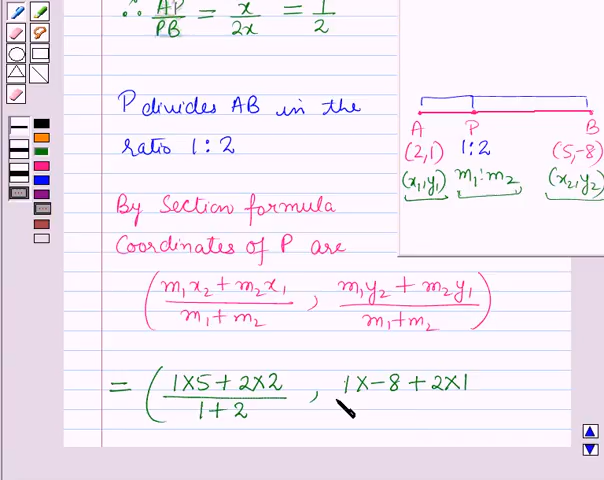 ∴ AP/PB = x/2x = 1/2
P divides AB in the
ratio 1:2
By Section formula
Coordinates of P are
( (m₁x₂ + m₂x₁)/(m₁ + m₂) , (m₁y₂ + m₂y₁)/(m₁ + m₂) )
= ( (1×5 + 2×2)/(1 + 2) , 1×-8 + 2×1
A P B
(2,1) 1:2 (5,-8)
(x₁,y₁) m₁:m₂ (x₂,y₂)